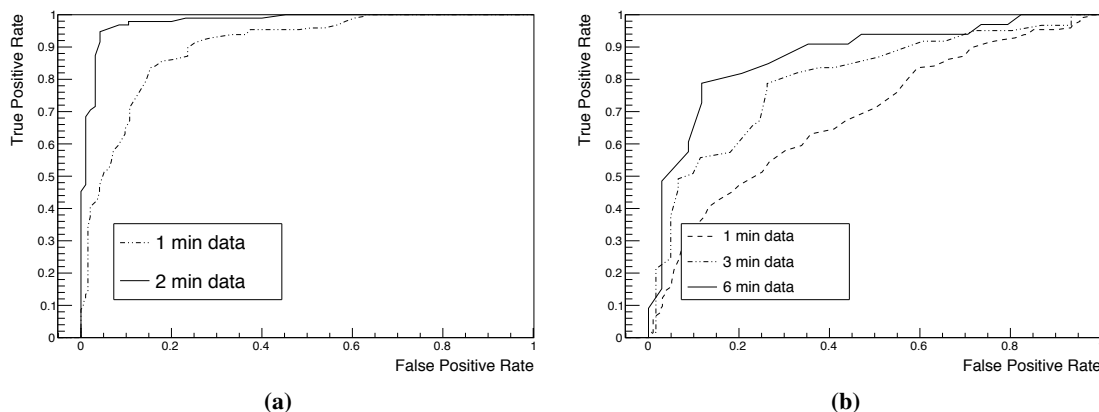 True Positive Rate
1
0.9
0.8
0.7
0.6
0.5
0.4
0.3
0.2
0.1
0
1 min data
2 min data
0 0.2 0.4 0.6 0.8 1
False Positive Rate
(a)
True Positive Rate
1
0.9
0.8
0.7
0.6
0.5
0.4
0.3
0.2
0.1
0
1 min data
3 min data
6 min data
0 0.2 0.4 0.6 0.8
False Positive Rate
(b)